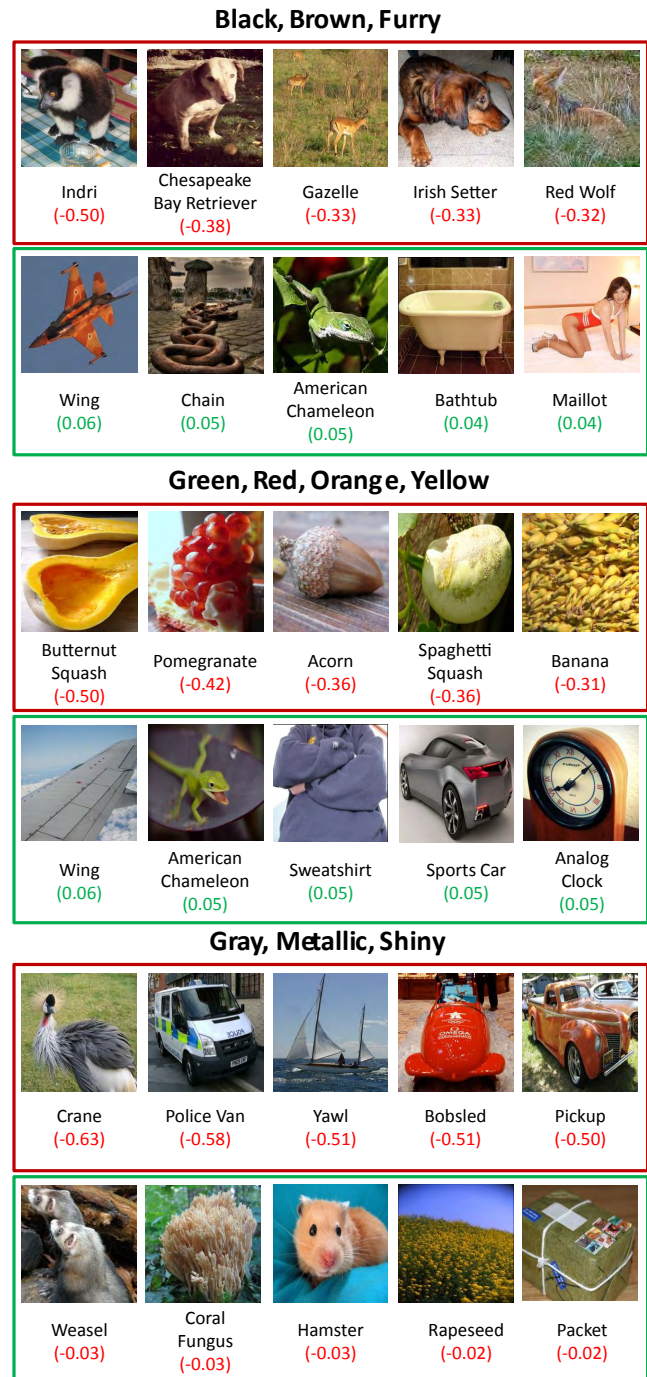 Black, Brown, Furry
Indri
(-0.50)
Chesapeake
Bay Retriever
(-0.38)
Gazelle
(-0.33)
Irish Setter
(-0.33)
Red Wolf
(-0.32)
Wing
(0.06)
Chain
(0.05)
American
Chameleon
(0.05)
Bathtub
(0.04)
Maillot
(0.04)
Green, Red, Orange, Yellow
Butternut
Squash
(-0.50)
Pomegranate
(-0.42)
Acorn
(-0.36)
Spaghetti
Squash
(-0.36)
Banana
(-0.31)
Wing
(0.06)
American
Chameleon
(0.05)
Sweatshirt
(0.05)
Sports Car
(0.05)
Analog
Clock
(0.05)
Gray, Metallic, Shiny
POLICE
OMEGA
Crane
(-0.63)
Police Van
(-0.58)
Yawl
(-0.51)
Bobsled
(-0.51)
Pickup
(-0.50)
Weasel
(-0.03)
Coral
Fungus
(-0.03)
Hamster
(-0.03)
Rapeseed
(-0.02)
Packet
(-0.02)